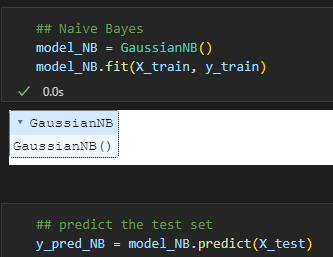 ## Naive Bayes
model_NB = GaussianNB()
model_NB.fit(X_train, y_train)
✓ 0.0s
▾ GaussianNB
GaussianNB()
## predict the test set
y_pred_NB = model_NB.predict(X_test)